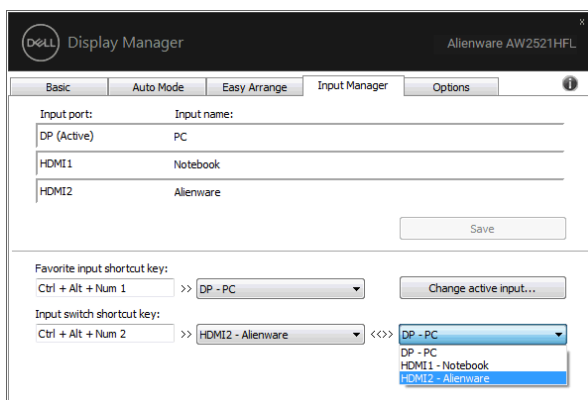 x
DELL Display Manager Alienware AW2521HFL
Basic Auto Mode Easy Arrange Input Manager Options i
Input port: Input name:
DP (Active) PC
HDMI1 Notebook
HDMI2 Alienware
Save
Favorite input shortcut key:
Ctrl + Alt + Num 1 >> DP - PC Change active input...
Input switch shortcut key:
Ctrl + Alt + Num 2 >> HDMI2 - Alienware <<>> DP - PC
DP - PC
HDMI1 - Notebook
HDMI2 - Alienware